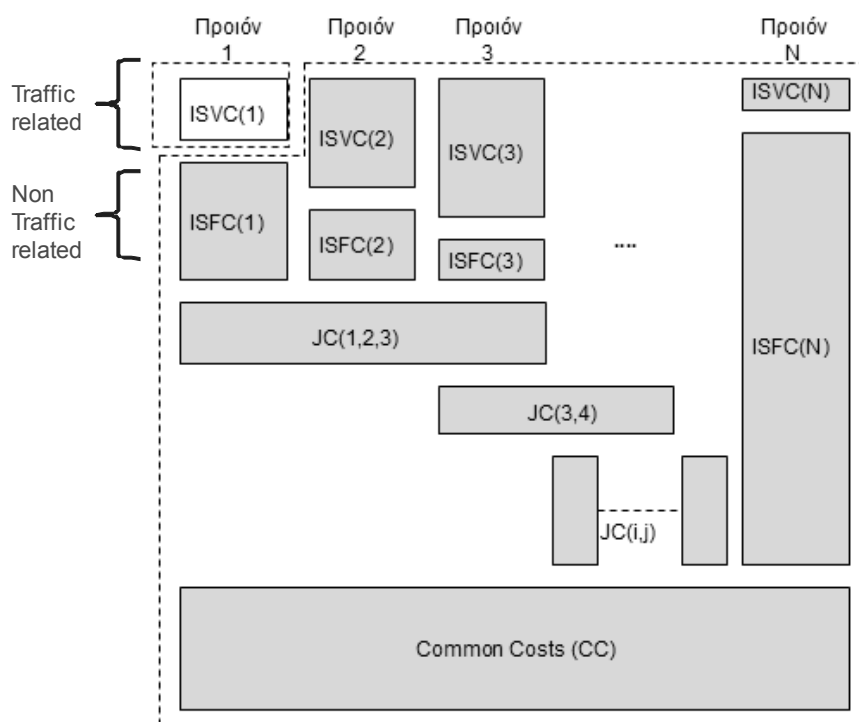 Προιόν
1
Προιόν
2
Προιόν
3
Προιόν
N
Traffic
related
ISVC(1)
ISVC(2)
ISVC(3)
ISVC(N)
Non
Traffic
related
ISFC(1)
ISFC(2)
ISFC(3)
....
ISFC(N)
JC(1,2,3)
JC(3,4)
JC(i,j)
Common Costs (CC)